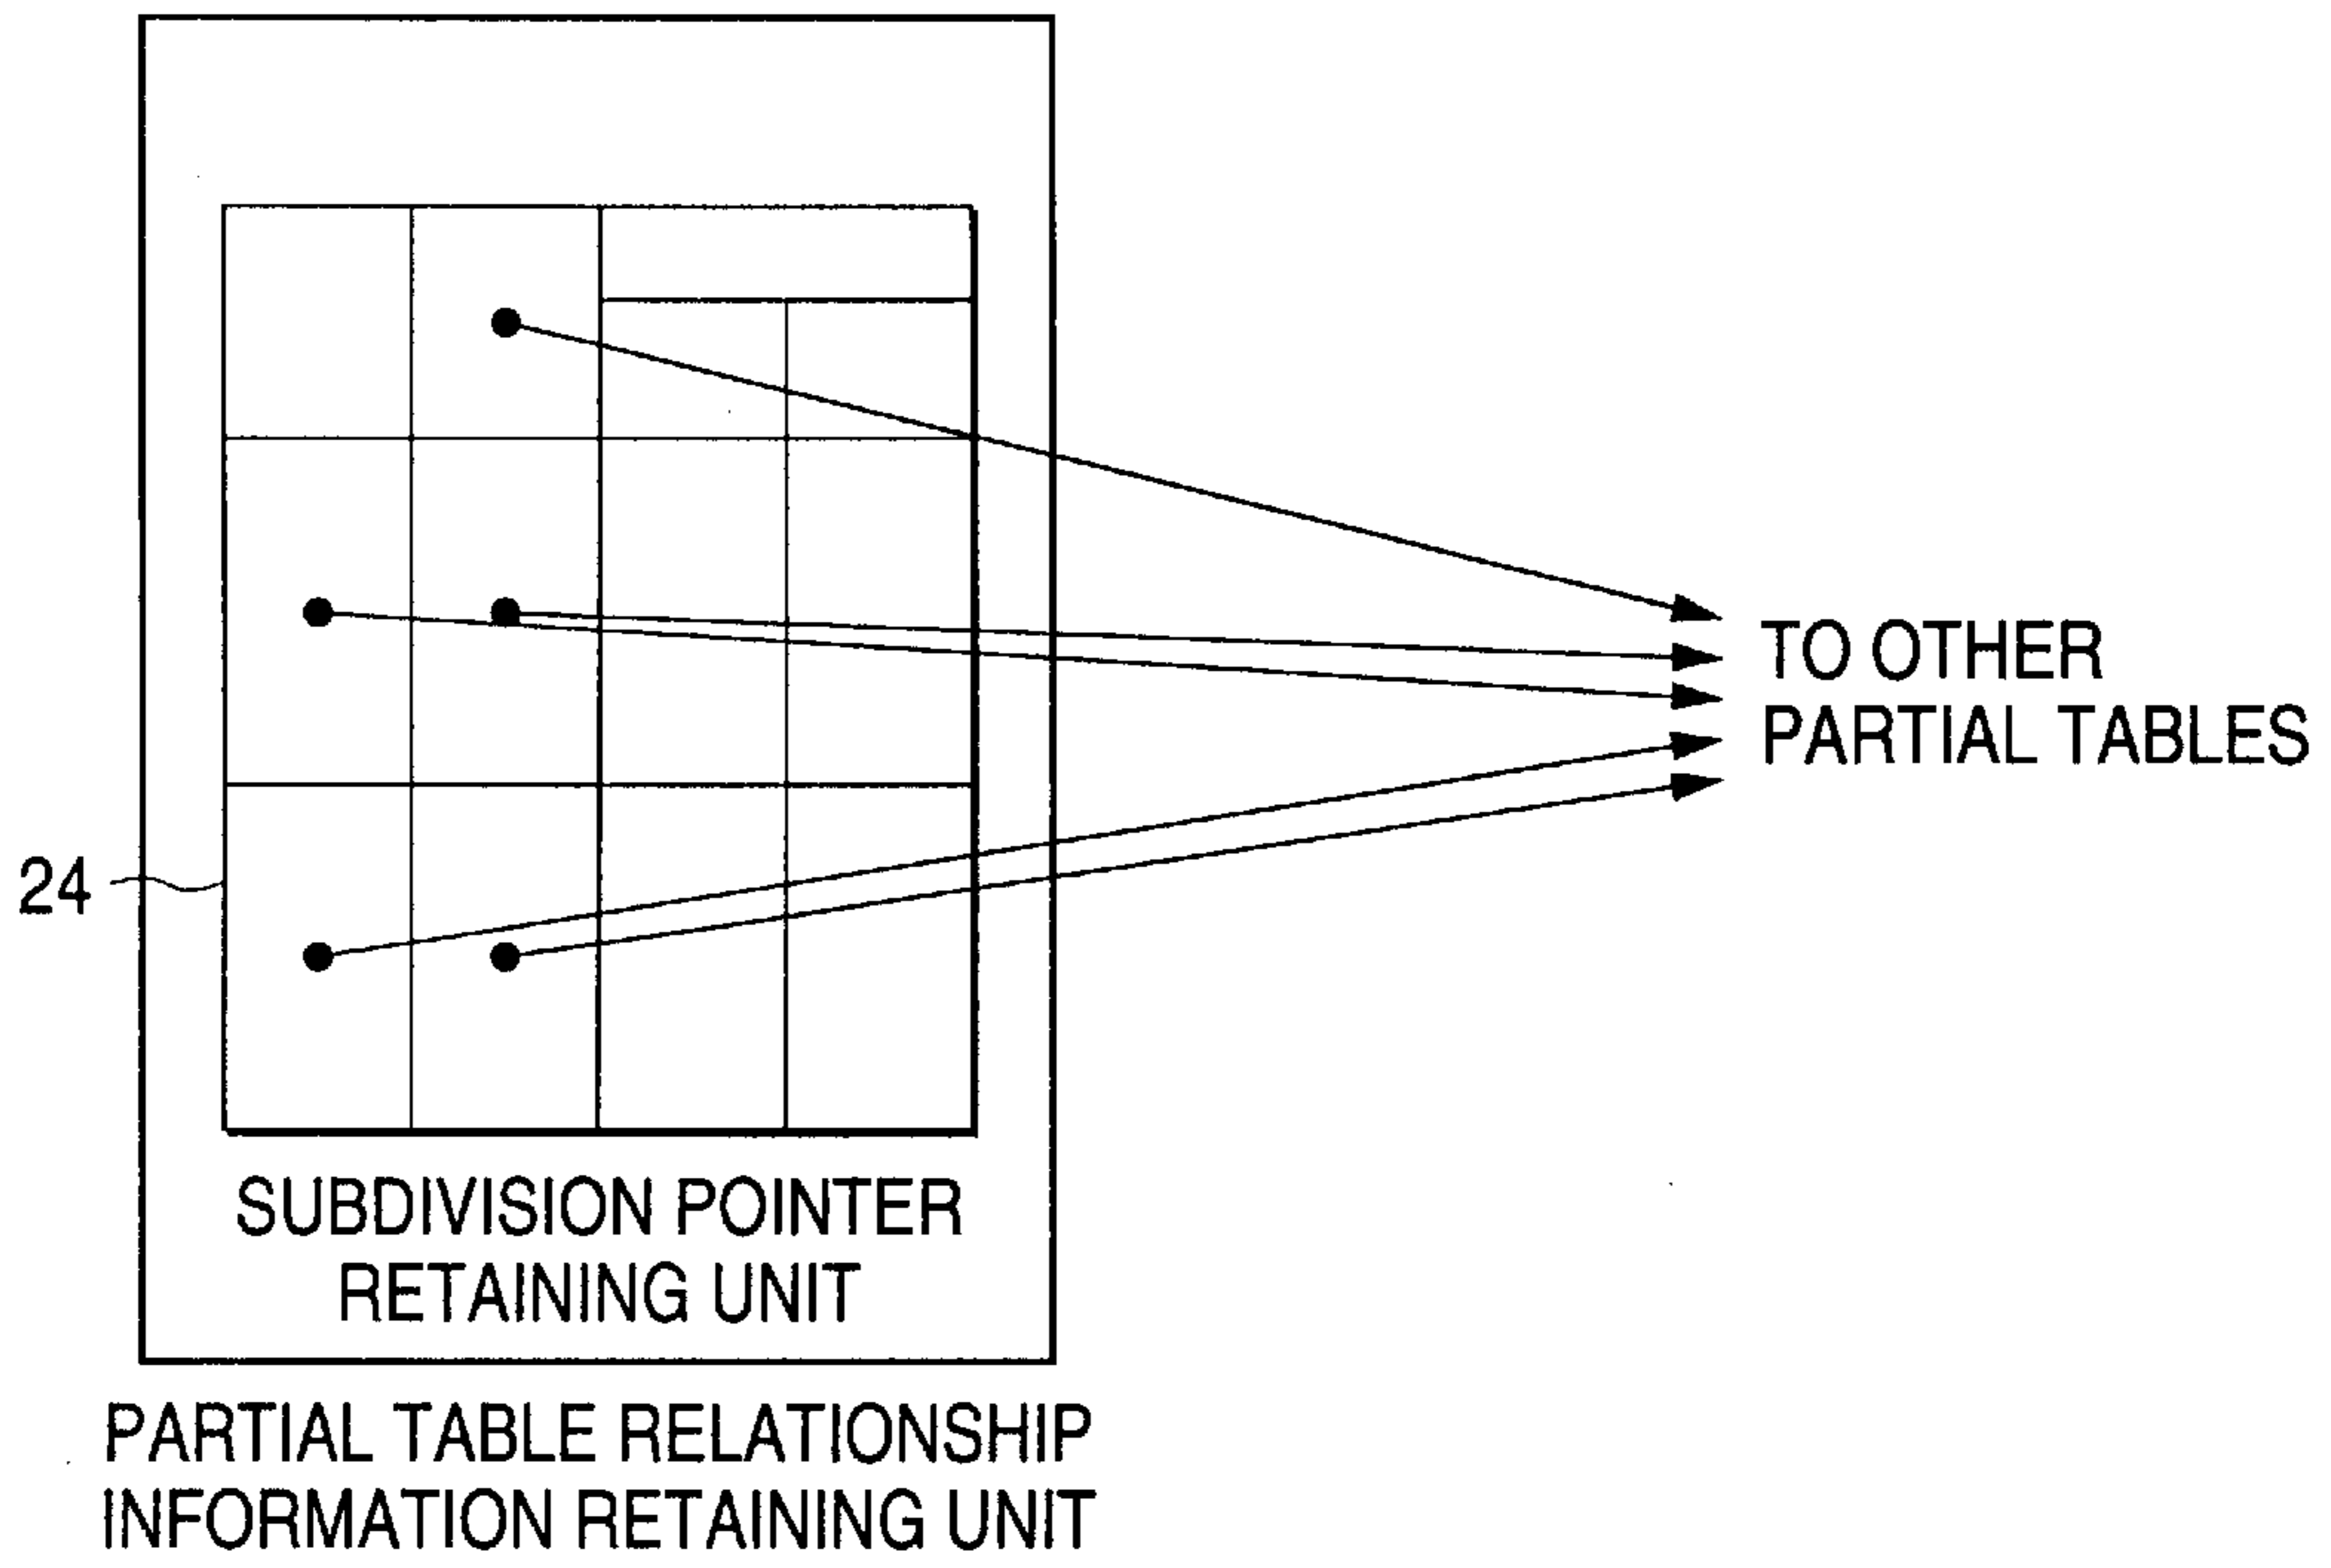 TO OTHER
PARTIAL TABLES
24
SUBDIVISION POINTER
RETAINING UNIT
PARTIAL TABLE RELATIONSHIP
INFORMATION RETAINING UNIT